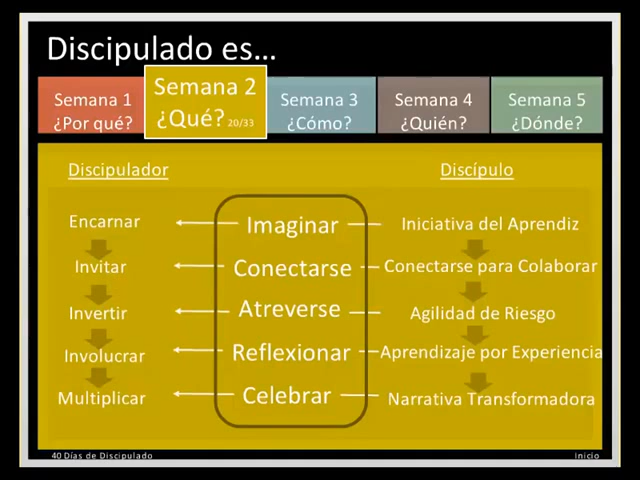 Discipulado es...
Semana 1
¿Por qué?
Semana 2
¿Qué? 20/33
Semana 3
¿Cómo?
Semana 4
¿Quién?
Semana 5
¿Dónde?
Discipulador
Discípulo
Encarnar
Imaginar
Iniciativa del Aprendiz
Invitar
Conectarse
Conectarse para Colaborar
Invertir
Atreverse
Agilidad de Riesgo
Involucrar
Reflexionar
Aprendizaje por Experiencia
Multiplicar
Celebrar
Narrativa Transformadora
40 Días de Discipulado
Inicio